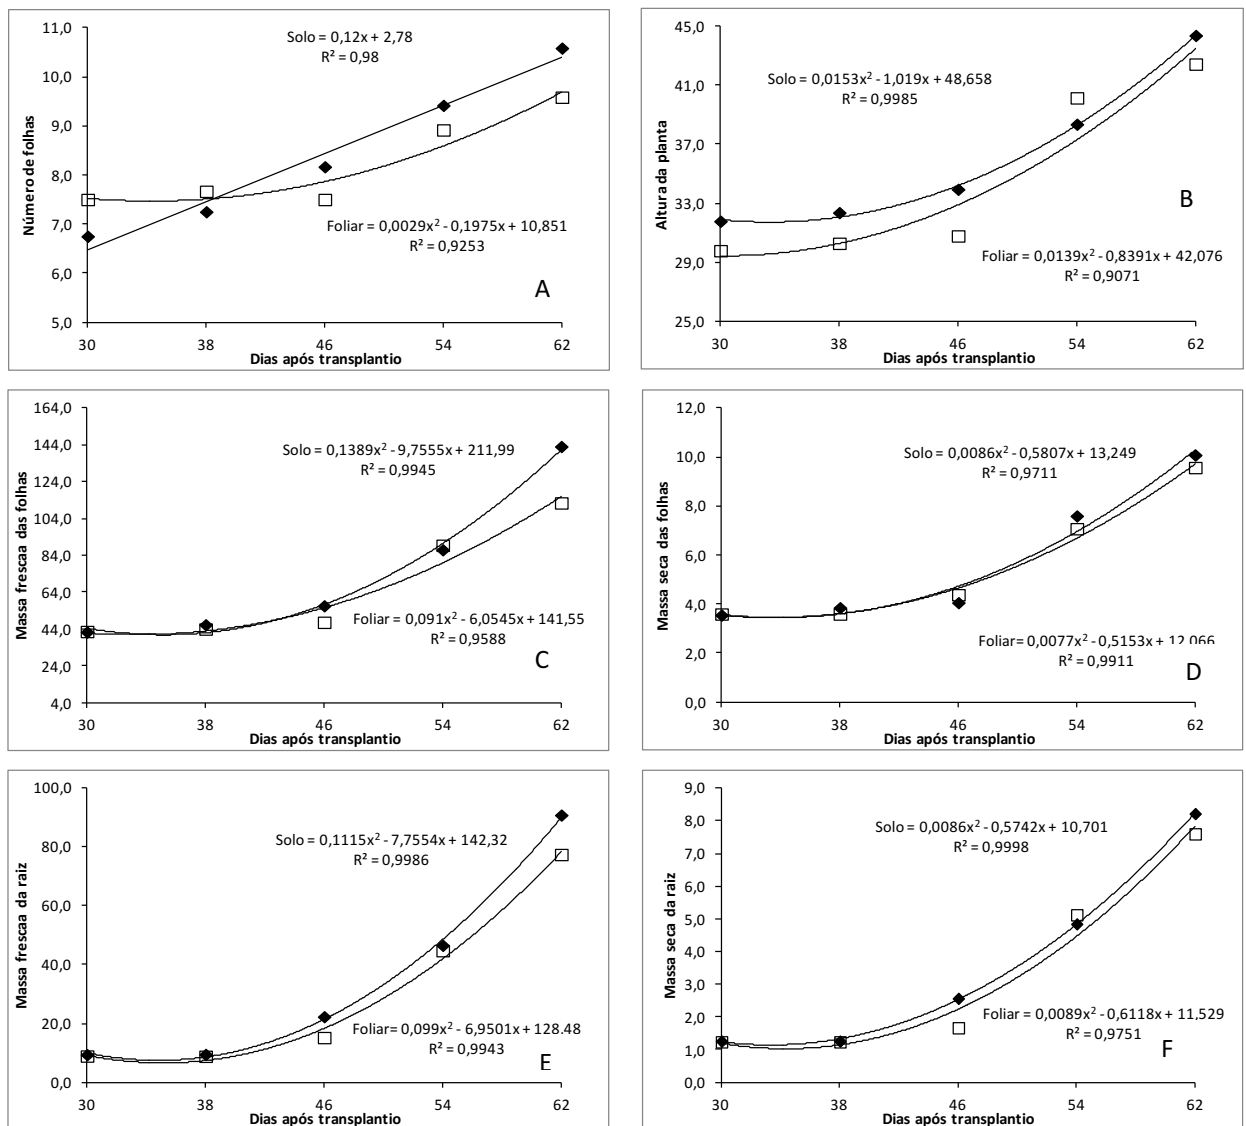 11,0
10,0
9,0
8,0
7,0
6,0
5,0
Número de folhas
Solo = 0,12x + 2,78
R² = 0,98
Foliar = 0,0029x² - 0,1975x + 10,851
R² = 0,9253
A
30 38 46 54 62
Dias após transplantio
45,0
41,0
37,0
33,0
29,0
25,0
Altura da planta
Solo = 0,0153x² - 1,019x + 48,658
R² = 0,9985
B
Foliar = 0,0139x² - 0,8391x + 42,076
R² = 0,9071
30 38 46 54 62
Dias após transplantio
164,0
144,0
124,0
104,0
84,0
64,0
44,0
24,0
4,0
Massa frescaa das folhas
Solo = 0,1389x² - 9,7555x + 211,99
R² = 0,9945
Foliar = 0,091x² - 6,0545x + 141,55
R² = 0,9588
C
30 38 46 54 62
Dias após transplantio
12,0
10,0
8,0
6,0
4,0
2,0
0,0
Massa seca das folhas
Solo = 0,0086x² - 0,5807x + 13,249
R² = 0,9711
Foliar= 0,0077x² - 0,5153x + 12,066
R² = 0,9911
D
30 38 46 54 62
Dias após transplantio
100,0
80,0
60,0
40,0
20,0
0,0
Massa frescaa da raiz
Solo = 0,1115x² - 7,7554x + 142,32
R² = 0,9986
Foliar= 0,099x² - 6,9501x + 128.48
R² = 0,9943
E
30 38 46 54 62
Dias após transplantio
9,0
8,0
7,0
6,0
5,0
4,0
3,0
2,0
1,0
0,0
Massa seca da raiz
Solo = 0,0086x² - 0,5742x + 10,701
R² = 0,9998
Foliar = 0,0089x² - 0,6118x + 11,529
R² = 0,9751
F
30 38 46 54 62
Dias após transplantio